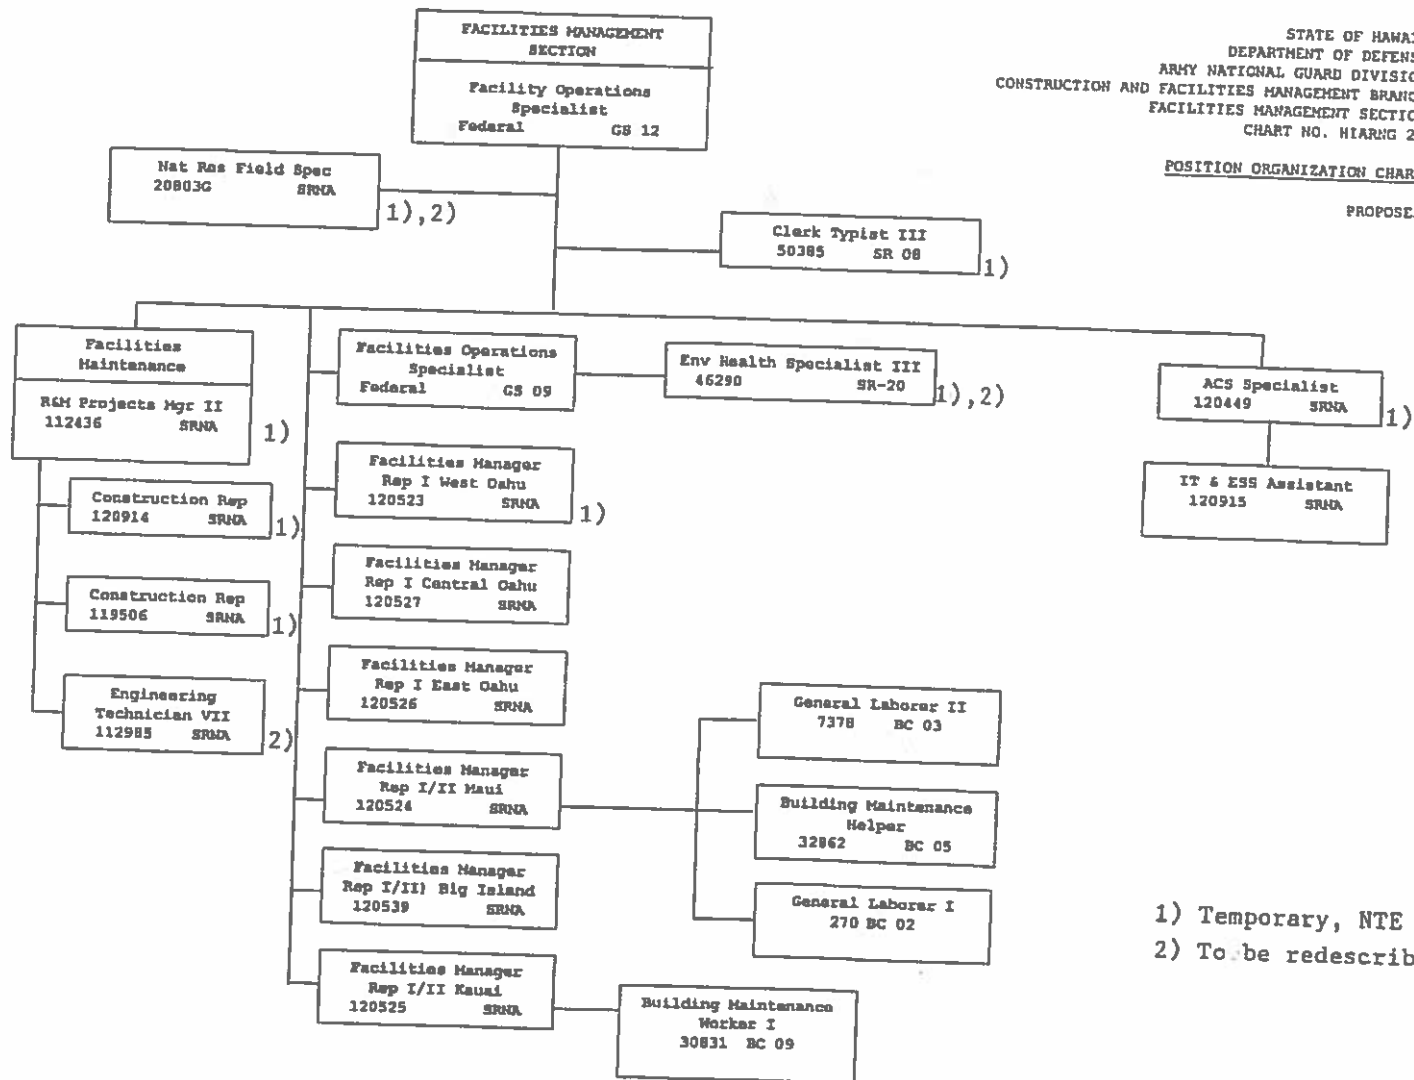 FACILITIES MANAGEMENT
SECTION
Facility Operations
Specialist
Federal GS 12
STATE OF HAWAI
DEPARTMENT OF DEFENS
ARMY NATIONAL GUARD DIVISIO
CONSTRUCTION AND FACILITIES MANAGEMENT BRANC
FACILITIES MANAGEMENT SECTIO
CHART NO. HIARNG 2
POSITION ORGANIZATION CHAR
PROPOSE
Nat Res Field Spec
20803G SRNA
1),2)
Clerk Typist III
50385 SR 08
1)
Facilities
Maintenance
R&M Projects Mgr II
112436 SRNA
1)
Construction Rep
120914 SRNA
1)
Construction Rep
119506 SRNA
1)
Engineering
Technician VII
112985 SRNA
2)
Facilities Operations
Specialist
Federal GS 09
Env Health Specialist III
46290 SR-20
1),2)
Facilities Manager
Rep I West Oahu
120523 SRNA
1)
Facilities Manager
Rep I Central Oahu
120527 SRNA
Facilities Manager
Rep I East Oahu
120526 SRNA
Facilities Manager
Rep I/II Maui
120524 SRNA
General Laborer II
7378 BC 03
Building Maintenance
Helper
32862 BC 05
General Laborer I
270 BC 02
Facilities Manager
Rep I/II) Big Island
120539 SRNA
Facilities Manager
Rep I/II Kauai
120525 SRNA
Building Maintenance
Worker I
30831 BC 09
ACS Specialist
120449 SRNA
1)
IT & ESS Assistant
120915 SRNA
1) Temporary, NTE
2) To be redescrib